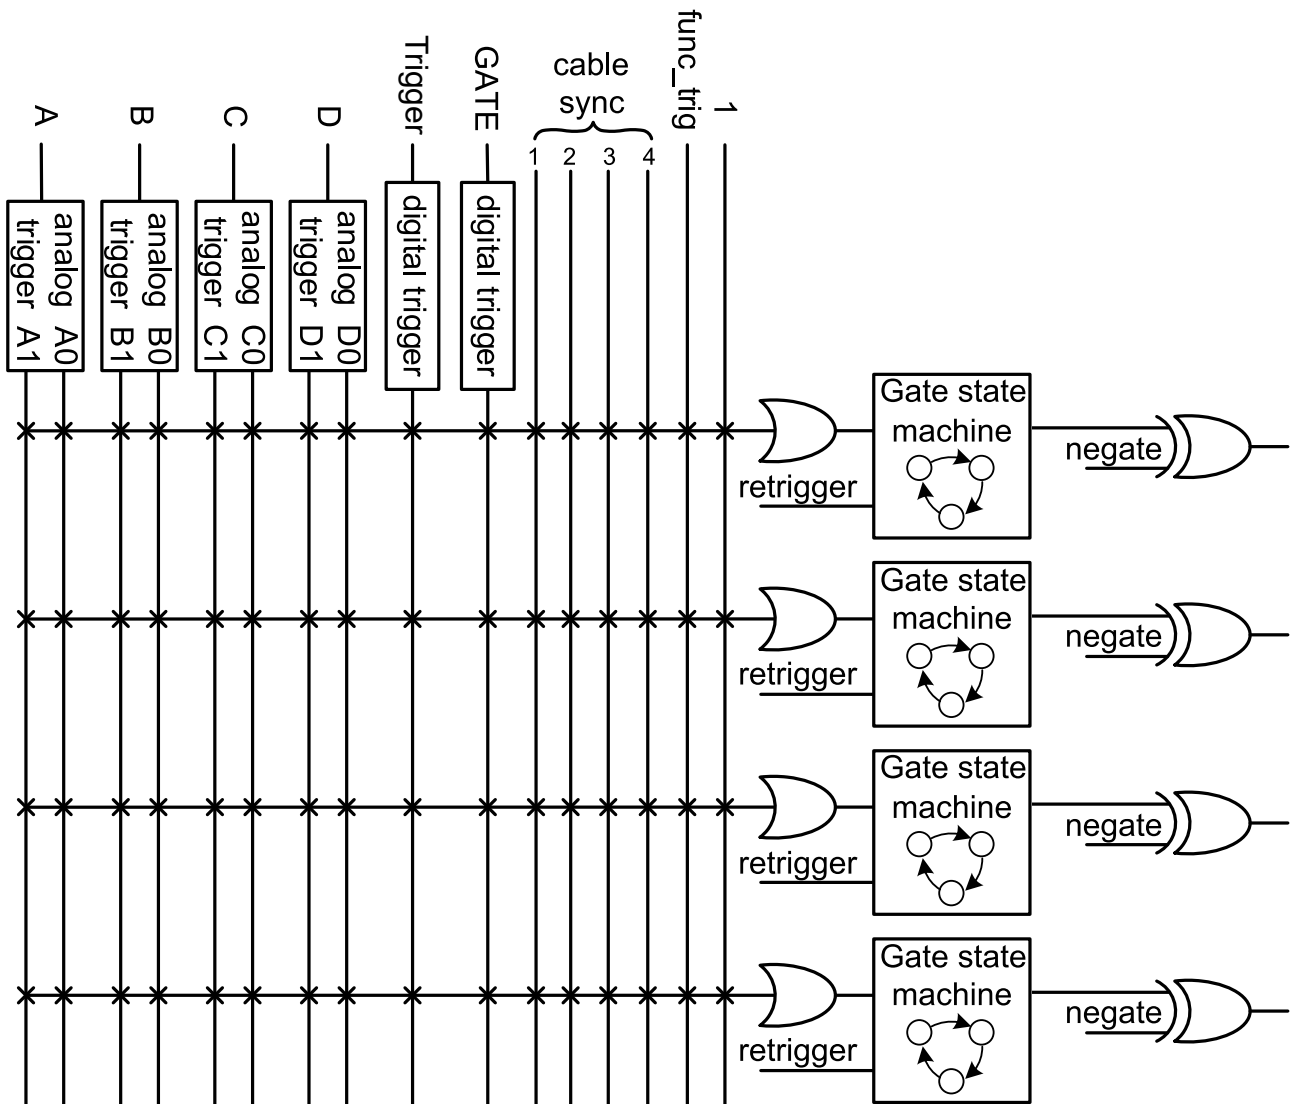 A
B
C
D
Trigger
GATE
cable
sync
func_trig
1
1
2
3
4
analog A0
trigger A1
analog B0
trigger B1
analog C0
trigger C1
analog D0
trigger D1
digital trigger
digital trigger
Gate state
machine
retrigger
negate
Gate state
machine
retrigger
negate
Gate state
machine
retrigger
negate
Gate state
machine
retrigger
negate